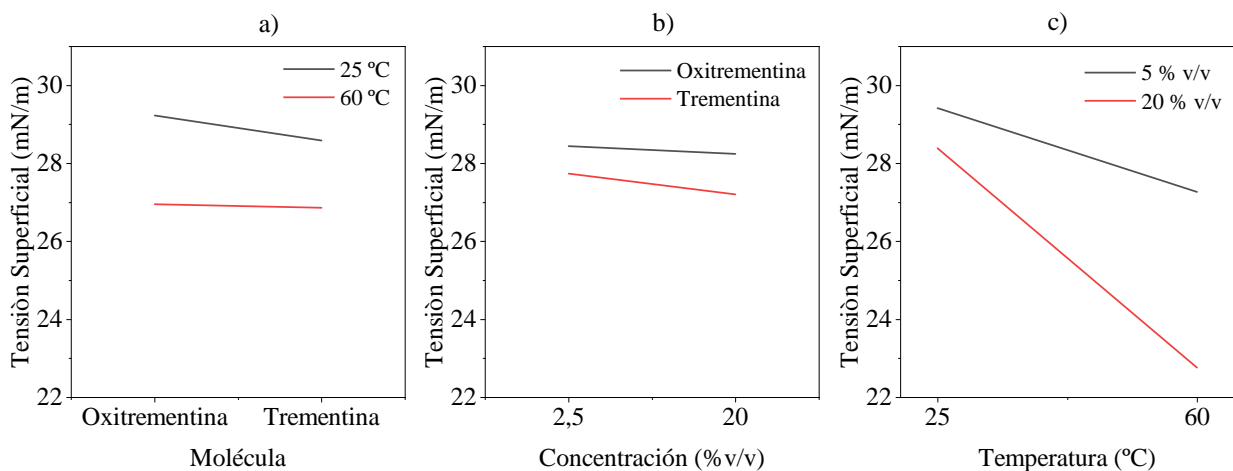 a)
25 ºC
60 ºC
Tensiòn Superficial (mN/m)
30
28
26
24
22
Oxitrementina
Trementina
Molécula
b)
Oxitrementina
Trementina
Tensiòn Superficial (mN/m)
30
28
26
24
22
2,5
20
Concentración (%v/v)
c)
5 % v/v
20 % v/v
Tensiòn Superficial (mN/m)
30
28
26
24
22
25
60
Temperatura (ºC)